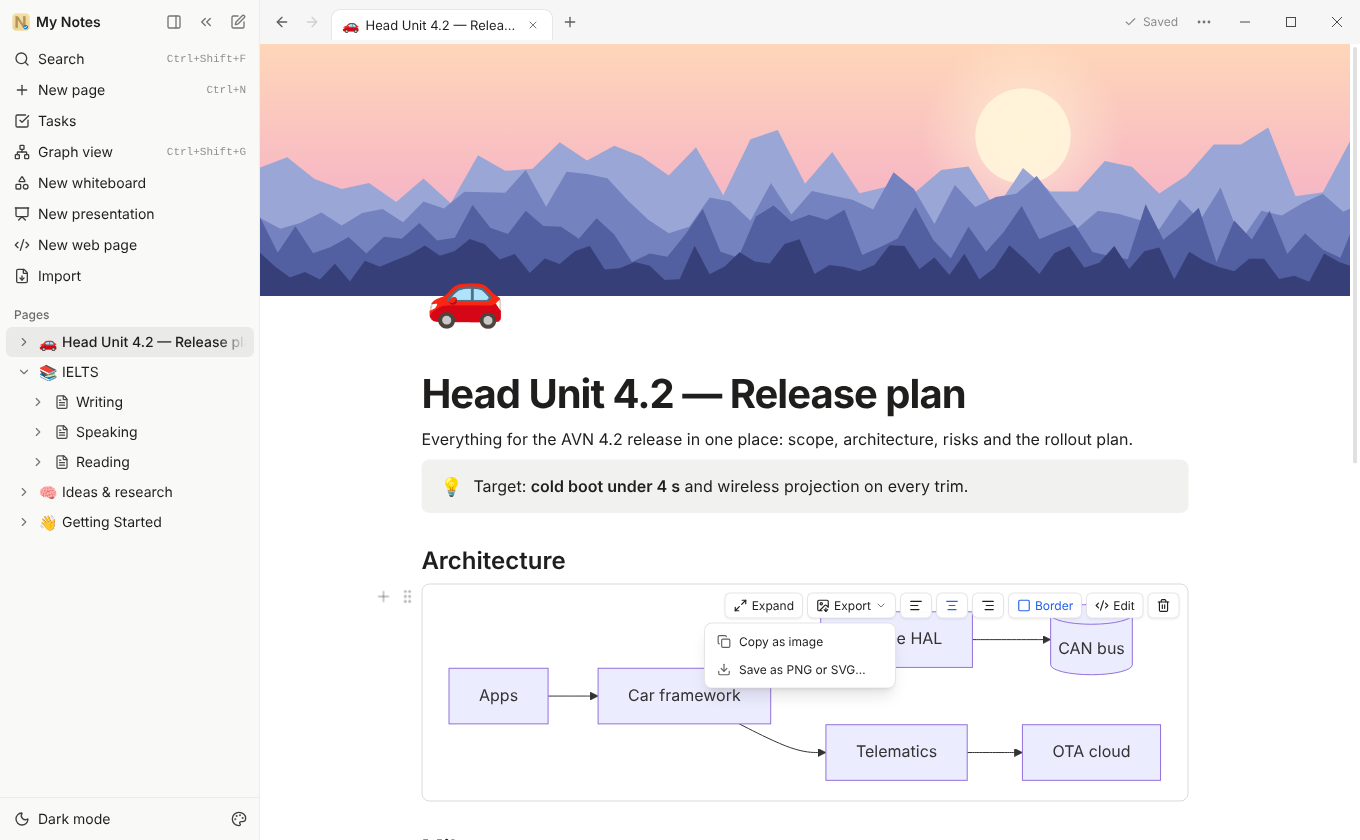 My Notes
Search Ctrl+Shift+F
New page Ctrl+N
Tasks
Graph view Ctrl+Shift+G
New whiteboard
New presentation
New web page
Import
Pages
Head Unit 4.2 — Release pl
IELTS
Writing
Speaking
Reading
Ideas & research
Getting Started
Dark mode
Head Unit 4.2 — Relea...
Saved
Head Unit 4.2 — Release plan
Everything for the AVN 4.2 release in one place: scope, architecture, risks and the rollout plan.
Target: cold boot under 4 s and wireless projection on every trim.
Architecture
Expand Export Border Edit
Copy as image
Save as PNG or SVG...
e HAL
CAN bus
Apps
Car framework
Telematics
OTA cloud